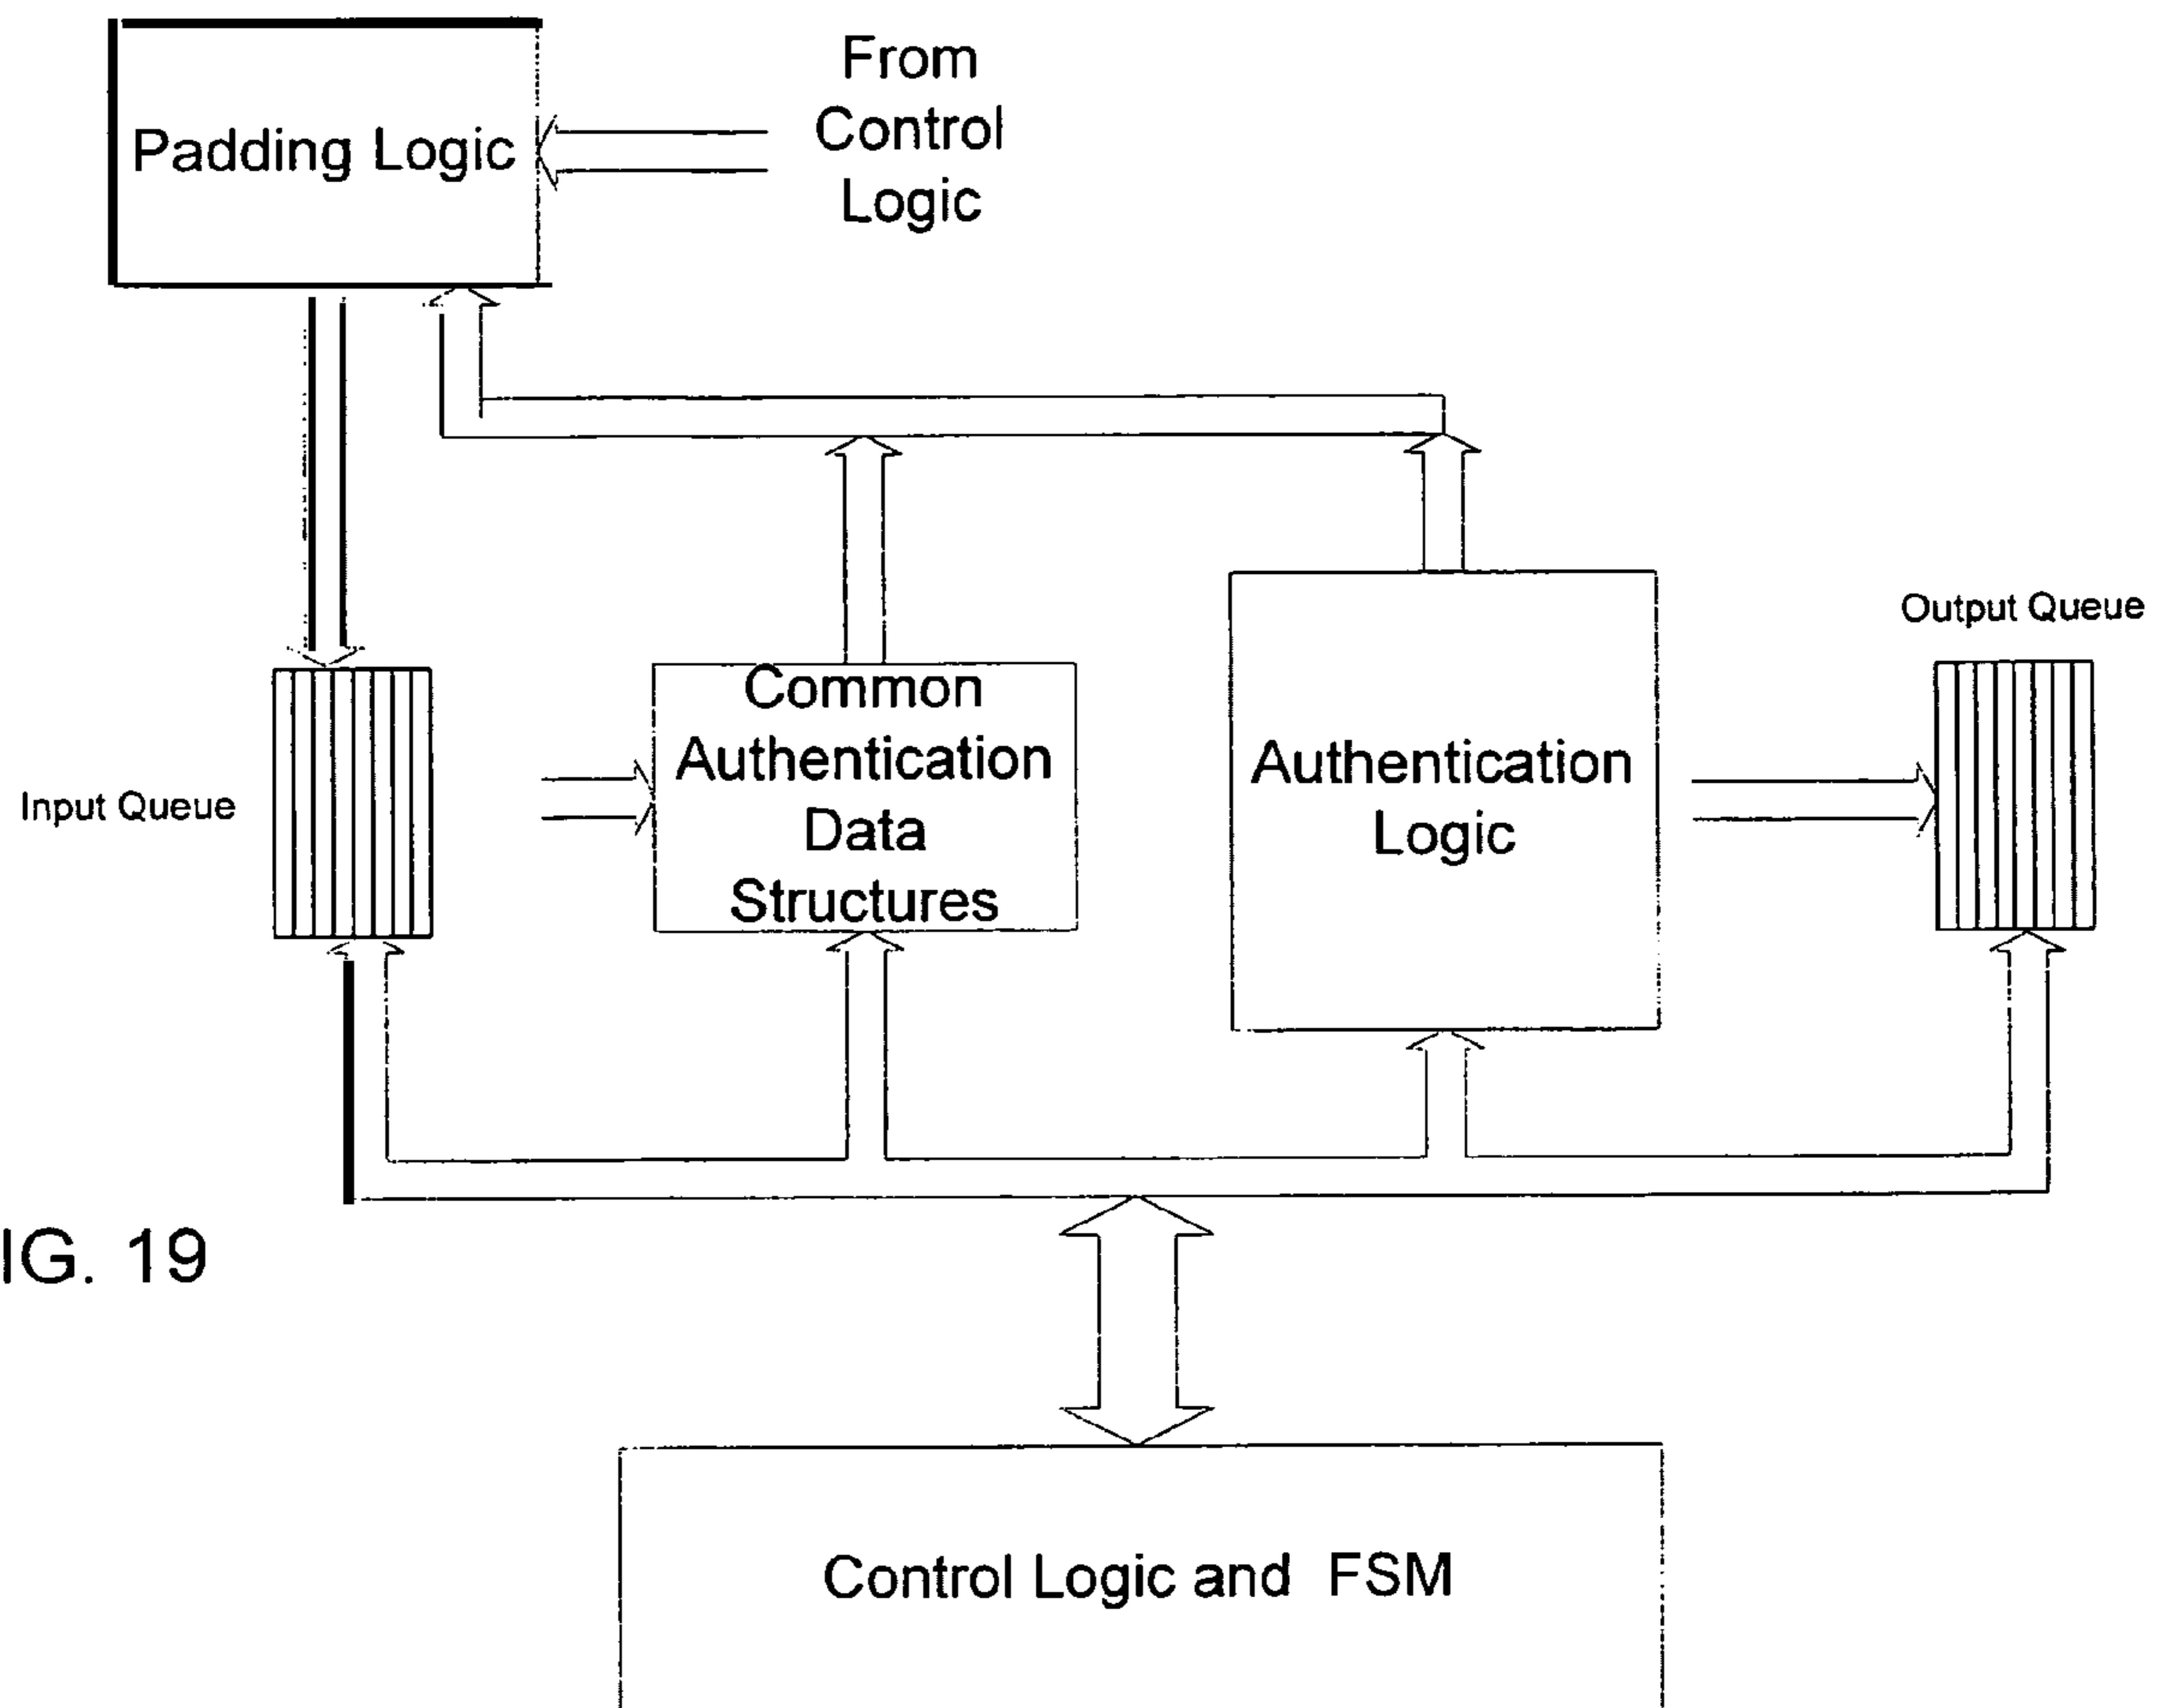 From
Control
Logic
Padding Logic
Output Queue
Common
Authentication
Data
Structures
Authentication
Logic
Input Queue
IG. 19
Control Logic and FSM